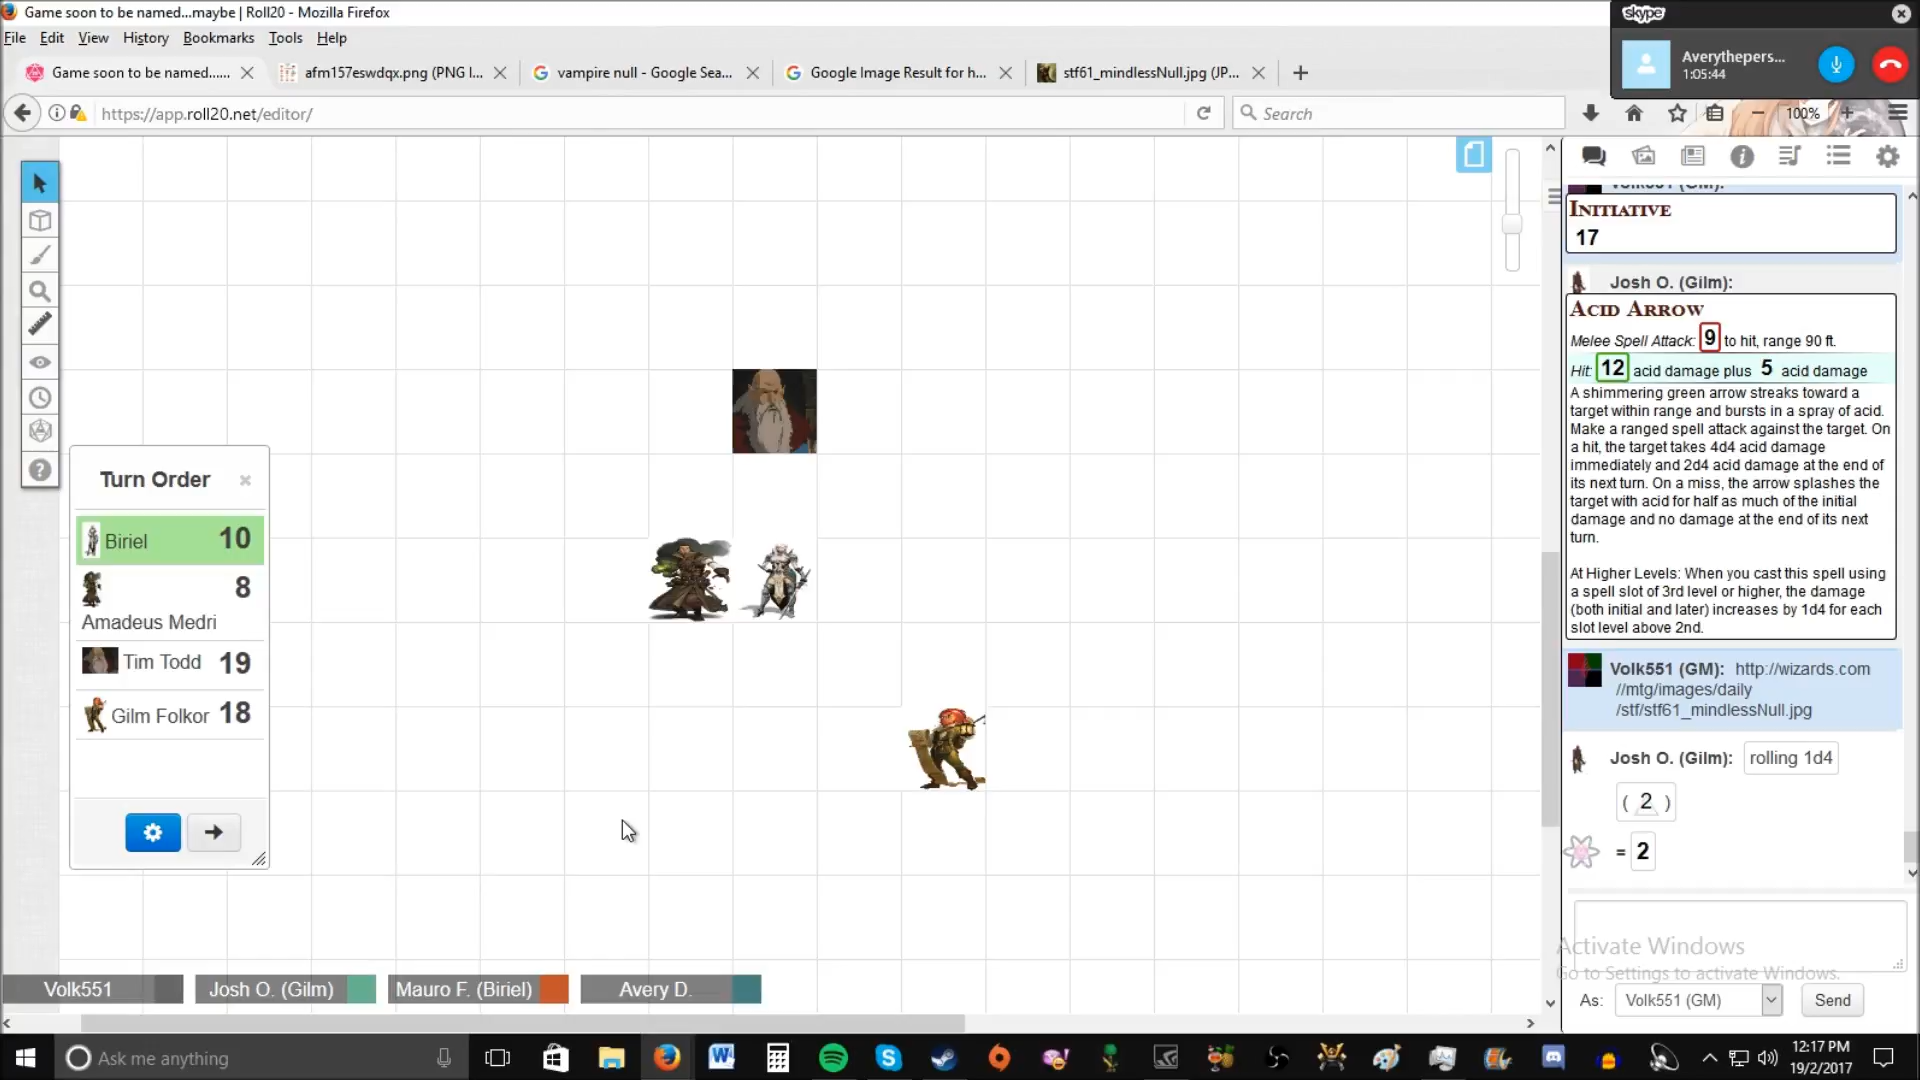 Game soon to be named...maybe | Roll20 - Mozilla Firefox
skype
File Edit View History Bookmarks Tools Help
Averythepers...
1:05:44
Game soon to be named......
afm157eswdqx.png (PNG I...
vampire null - Google Sea...
Google Image Result for h...
stf61_mindlessNull.jpg (JP...
https://app.roll20.net/editor/
Search
100%
Volk551 (GM):
INITIATIVE
17
Josh O. (Gilm):
ACID ARROW
Melee Spell Attack: 9 to hit, range 90 ft.
Hit: 12 acid damage plus 5 acid damage
A shimmering green arrow streaks toward a
target within range and bursts in a spray of acid.
Make a ranged spell attack against the target. On
a hit, the target takes 4d4 acid damage
immediately and 2d4 acid damage at the end of
its next turn. On a miss, the arrow splashes the
target with acid for half as much of the initial
damage and no damage at the end of its next
turn.
At Higher Levels: When you cast this spell using
a spell slot of 3rd level or higher, the damage
(both initial and later) increases by 1d4 for each
slot level above 2nd.
Volk551 (GM): http://wizards.com
//mtg/images/daily
/stf/stf61_mindlessNull.jpg
Josh O. (Gilm): rolling 1d4
( 2 )
= 2
Turn Order
Biriel 10
8
Amadeus Medri
Tim Todd 19
Gilm Folkor 18
Activate Windows
Go to Settings to activate Windows.
As: Volk551 (GM) Send
Volk551
Josh O. (Gilm)
Mauro F. (Biriel)
Avery D.
Ask me anything
12:17 PM
19/2/2017